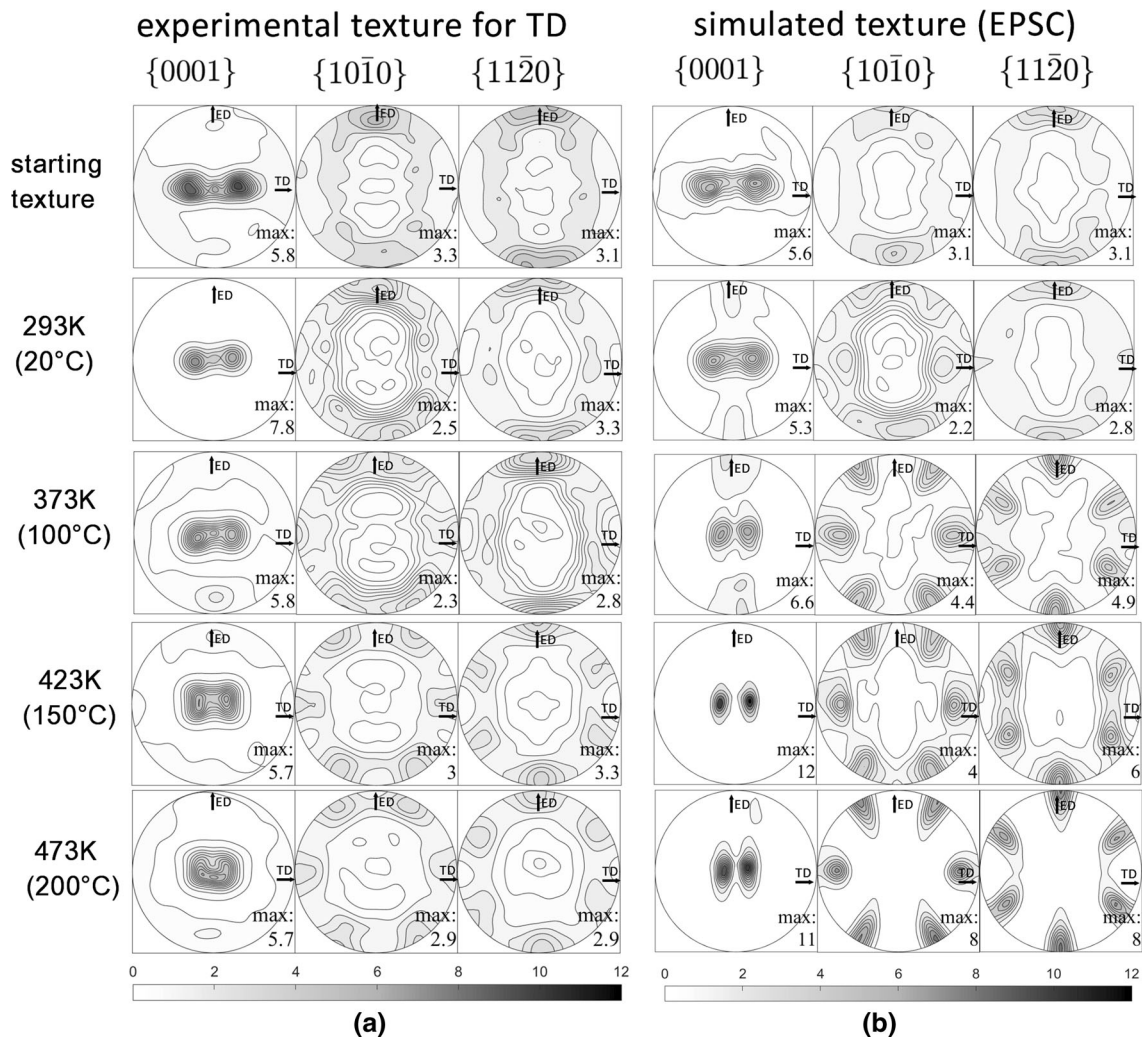 experimental texture for TD simulated texture (EPSC)
{0001} {101̄0} {112̄0} {0001} {101̄0} {112̄0}
starting
texture
ED ED ED ED ED ED
TD TD TD TD TD TD
max: max: max: max: max: max:
5.8 3.3 3.1 5.6 3.1 3.1
293K
(20°C)
ED ED ED ED ED ED
TD TD TD TD TD TD
max: max: max: max: max: max:
7.8 2.5 3.3 5.3 2.2 2.8
373K
(100°C)
ED ED ED ED ED ED
TD TD TD TD TD TD
max: max: max: max: max: max:
5.8 2.3 2.8 6.6 4.4 4.9
423K
(150°C)
ED ED ED ED ED ED
TD TD TD TD TD TD
max: max: max: max: max: max:
5.7 3 3.3 12 4 6
473K
(200°C)
ED ED ED ED ED ED
TD TD TD TD TD TD
max: max: max: max: max: max:
5.7 2.9 2.9 11 8 8
0 2 4 6 8 10 12 0 2 4 6 8 10 12
(a) (b)